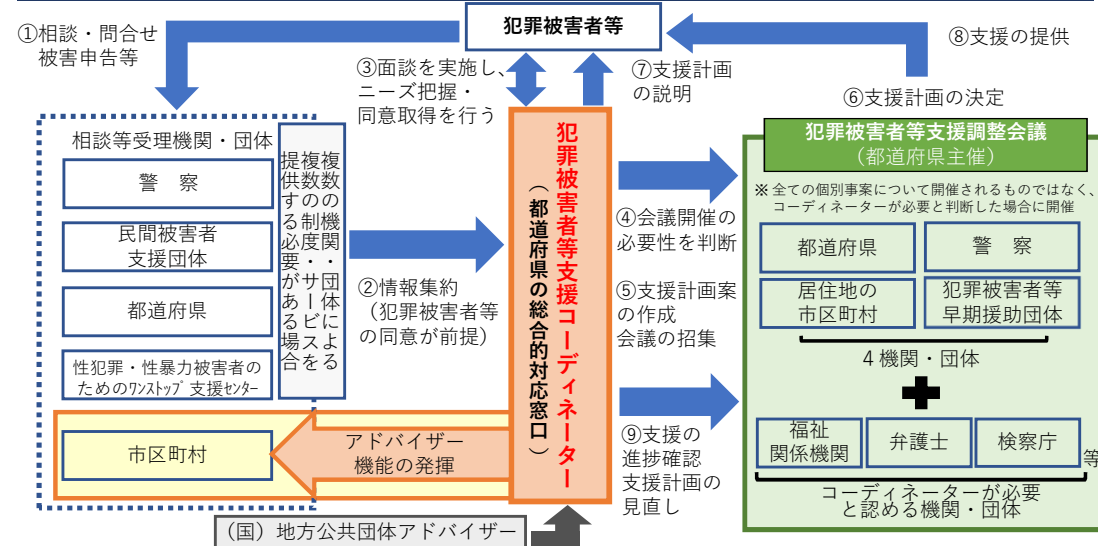 犯罪被害者等
①相談・問合せ
被害申告等
③面談を実施し、
ニーズ把握・
同意取得を行う
⑦支援計画
の説明
⑧支援の提供
⑥支援計画の決定
相談等受理機関・団体
警　察
民間被害者
支援団体
都道府県
性犯罪・性暴力被害者の
ためのﾜﾝｽﾄｯﾌﾟ支援ｾﾝﾀｰ
市区町村
複数の機関・団体による
複数の制度・サービスを
提供する必要がある場合
②情報集約
（犯罪被害者等
の同意が前提）
アドバイザー
機能の発揮
犯罪被害者等支援コーディネーター
（都道府県の総合的対応窓口）
（国）地方公共団体アドバイザー
④会議開催の
必要性を判断
⑤支援計画案
の作成
会議の招集
⑨支援の
進捗確認
支援計画の
見直し
犯罪被害者等支援調整会議
（都道府県主催）
※全ての個別事案について開催されるものではなく、
コーディネーターが必要と判断した場合に開催
都道府県
警　察
居住地の
市区町村
犯罪被害者等
早期援助団体
4機関・団体
福祉
関係機関
弁護士
検察庁
等
コーディネーターが必要
と認める機関・団体